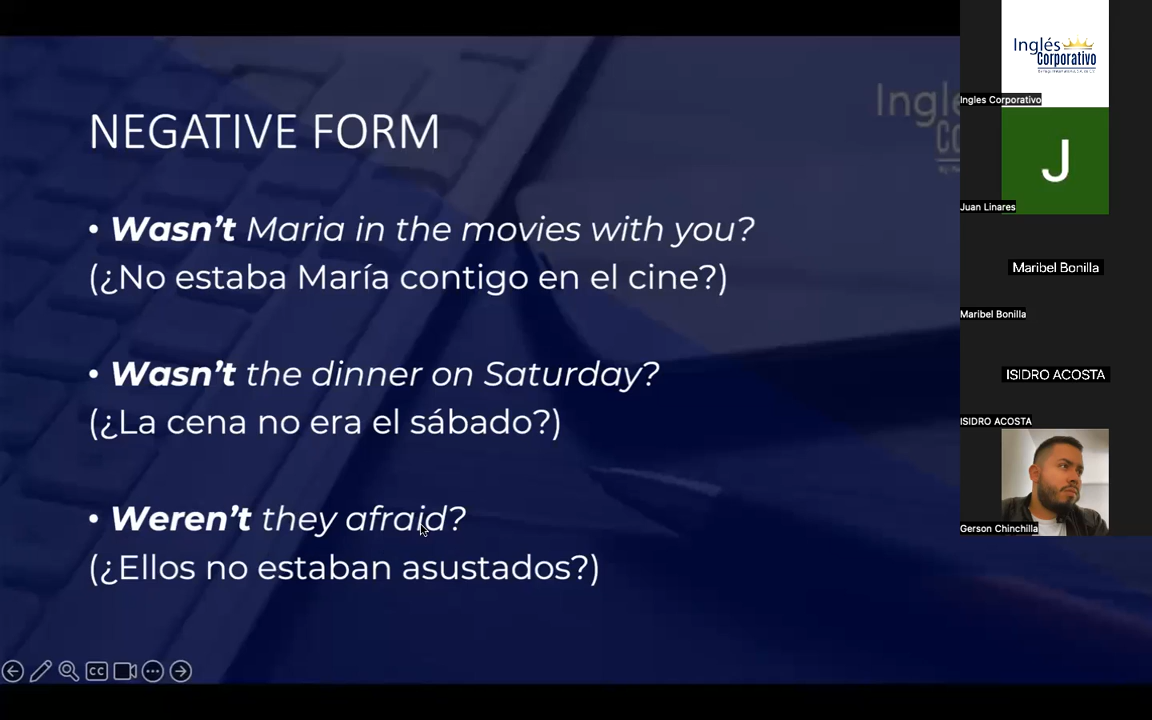 NEGATIVE FORM
• Wasn't Maria in the movies with you?
(¿No estaba María contigo en el cine?)
• Wasn't the dinner on Saturday?
(¿La cena no era el sábado?)
• Weren't they afraid?
(¿Ellos no estaban asustados?)
CC
Inglés
Corporativo
Ingles Corporativo
J
Juan Linares
Maribel Bonilla
Maribel Bonilla
ISIDRO ACOSTA
ISIDRO ACOSTA
Gerson Chinchilla